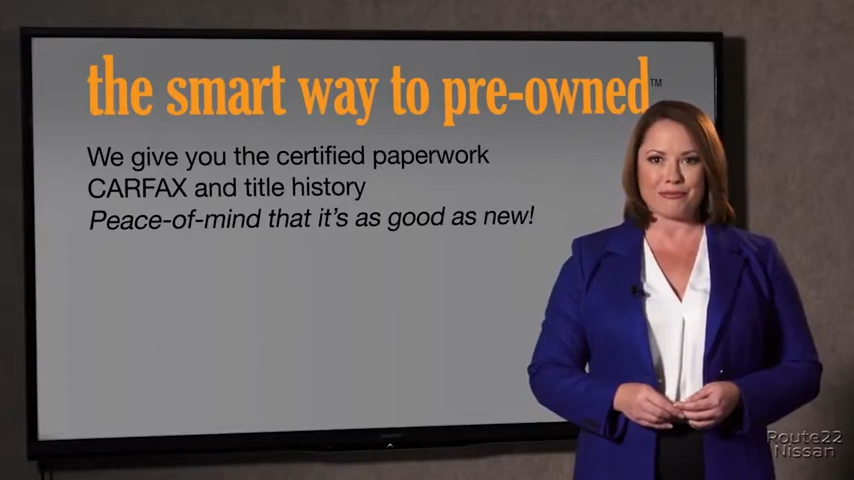 the smart way to pre-owned™
We give you the certified paperwork
CARFAX and title history
Peace-of-mind that it's as good as new!
Route22
Nissan